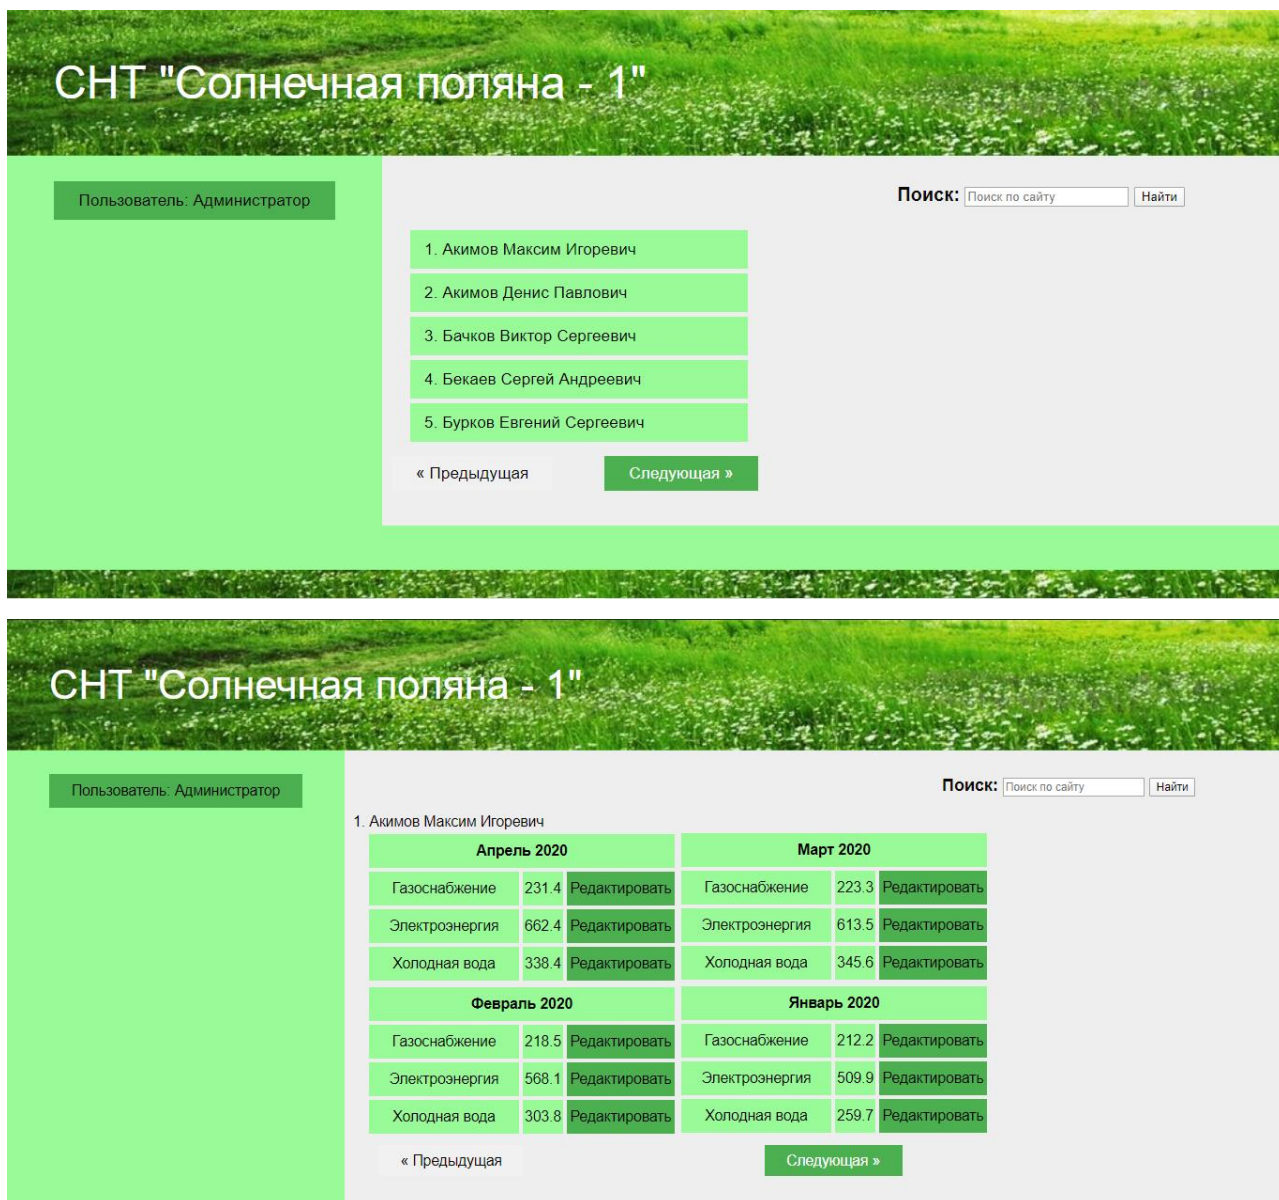 СНТ "Солнечная поляна - 1"
Пользователь: Администратор
Поиск: Поиск по сайту Найти
1. Акимов Максим Игоревич
2. Акимов Денис Павлович
3. Бачков Виктор Сергеевич
4. Бекаев Сергей Андреевич
5. Бурков Евгений Сергеевич
« Предыдущая Следующая »
СНТ "Солнечная поляна - 1"
Пользователь: Администратор
Поиск: Поиск по сайту Найти
1. Акимов Максим Игоревич
Апрель 2020 Март 2020
Газоснабжение 231.4 Редактировать Газоснабжение 223.3 Редактировать
Электроэнергия 662.4 Редактировать Электроэнергия 613.5 Редактировать
Холодная вода 338.4 Редактировать Холодная вода 345.6 Редактировать
Февраль 2020 Январь 2020
Газоснабжение 218.5 Редактировать Газоснабжение 212.2 Редактировать
Электроэнергия 568.1 Редактировать Электроэнергия 509.9 Редактировать
Холодная вода 303.8 Редактировать Холодная вода 259.7 Редактировать
« Предыдущая Следующая »